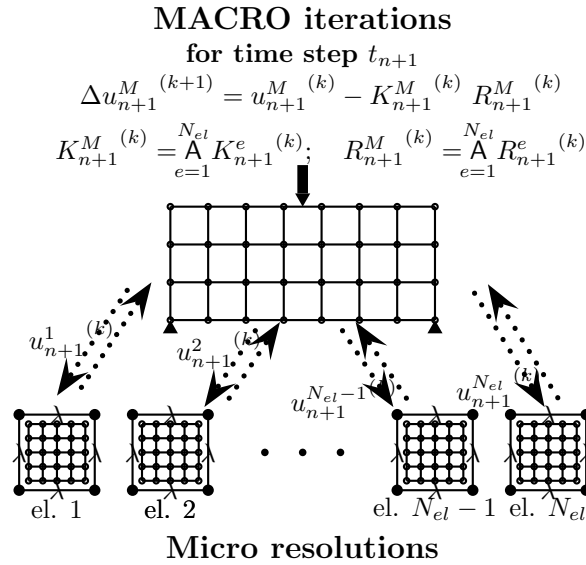 MACRO iterations
for time step t_{n+1}
Δu^M_{n+1}^{(k+1)} = u^M_{n+1}^{(k)} − K^M_{n+1}^{(k)} R^M_{n+1}^{(k)}
K^M_{n+1}^{(k)} = A_{e=1}^{N_{el}} K^e_{n+1}^{(k)}; R^M_{n+1}^{(k)} = A_{e=1}^{N_{el}} R^e_{n+1}^{(k)}
u^1_{n+1}^{(k)} u^2_{n+1}^{(k)} u^{N_{el}−1}_{n+1}^{(k)} u^{N_{el}}_{n+1}^{(k)}
el. 1 el. 2 . . . el. N_{el} − 1 el. N_{el}
Micro resolutions